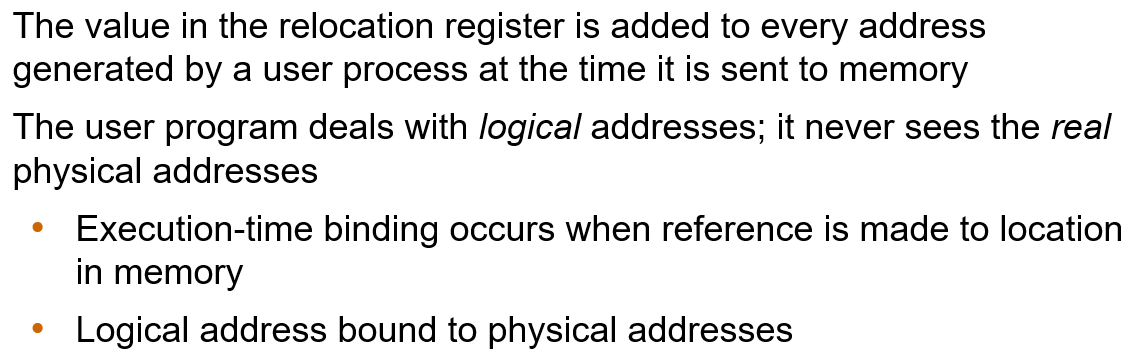 The value in the relocation register is added to every address
generated by a user process at the time it is sent to memory
The user program deals with logical addresses; it never sees the real
physical addresses
• Execution-time binding occurs when reference is made to location
in memory
• Logical address bound to physical addresses